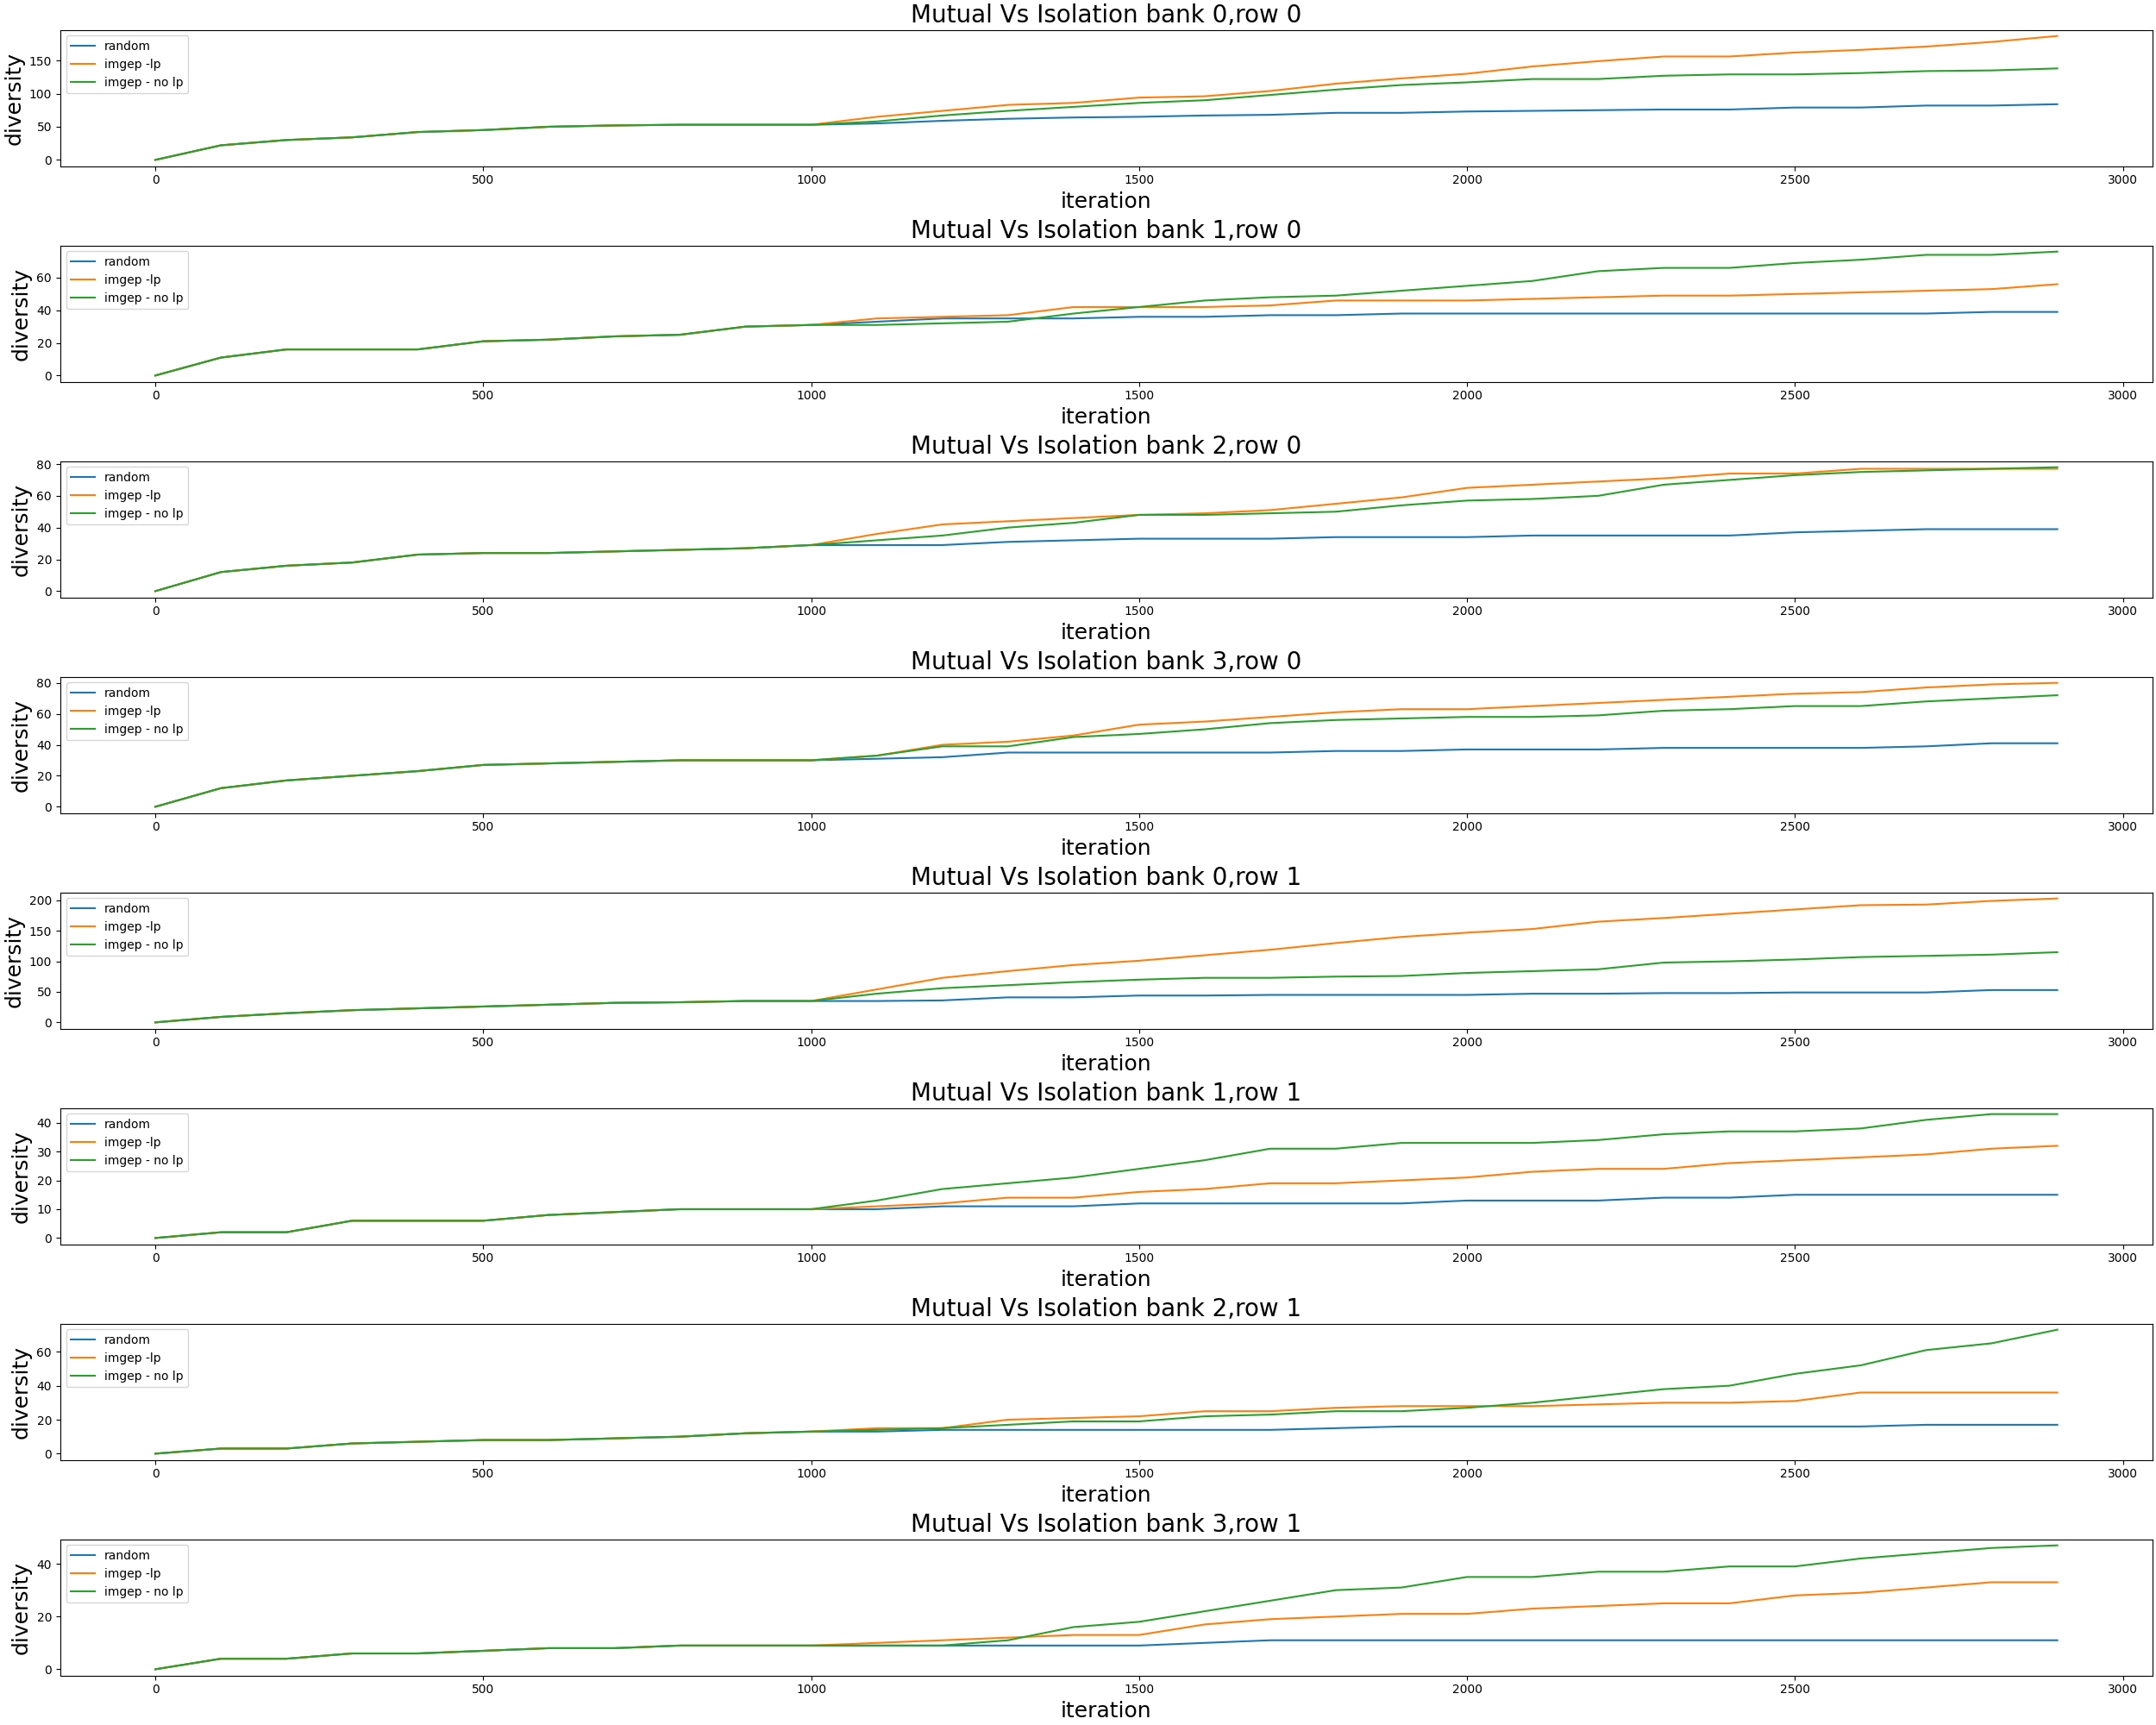 Mutual Vs Isolation bank 0,row 0
random
imgep -lp
imgep - no lp
diversity
150
100
50
0
0 500 1000 1500 2000 2500 3000
iteration
Mutual Vs Isolation bank 1,row 0
random
imgep -lp
imgep - no lp
diversity
60
40
20
0
0 500 1000 1500 2000 2500 3000
iteration
Mutual Vs Isolation bank 2,row 0
random
imgep -lp
imgep - no lp
diversity
80
60
40
20
0
0 500 1000 1500 2000 2500 3000
iteration
Mutual Vs Isolation bank 3,row 0
random
imgep -lp
imgep - no lp
diversity
80
60
40
20
0
0 500 1000 1500 2000 2500 3000
iteration
Mutual Vs Isolation bank 0,row 1
random
imgep -lp
imgep - no lp
diversity
200
150
100
50
0
0 500 1000 1500 2000 2500 3000
iteration
Mutual Vs Isolation bank 1,row 1
random
imgep -lp
imgep - no lp
diversity
40
30
20
10
0
0 500 1000 1500 2000 2500 3000
iteration
Mutual Vs Isolation bank 2,row 1
random
imgep -lp
imgep - no lp
diversity
60
40
20
0
0 500 1000 1500 2000 2500 3000
iteration
Mutual Vs Isolation bank 3,row 1
random
imgep -lp
imgep - no lp
diversity
40
20
0
0 500 1000 1500 2000 2500 3000
iteration